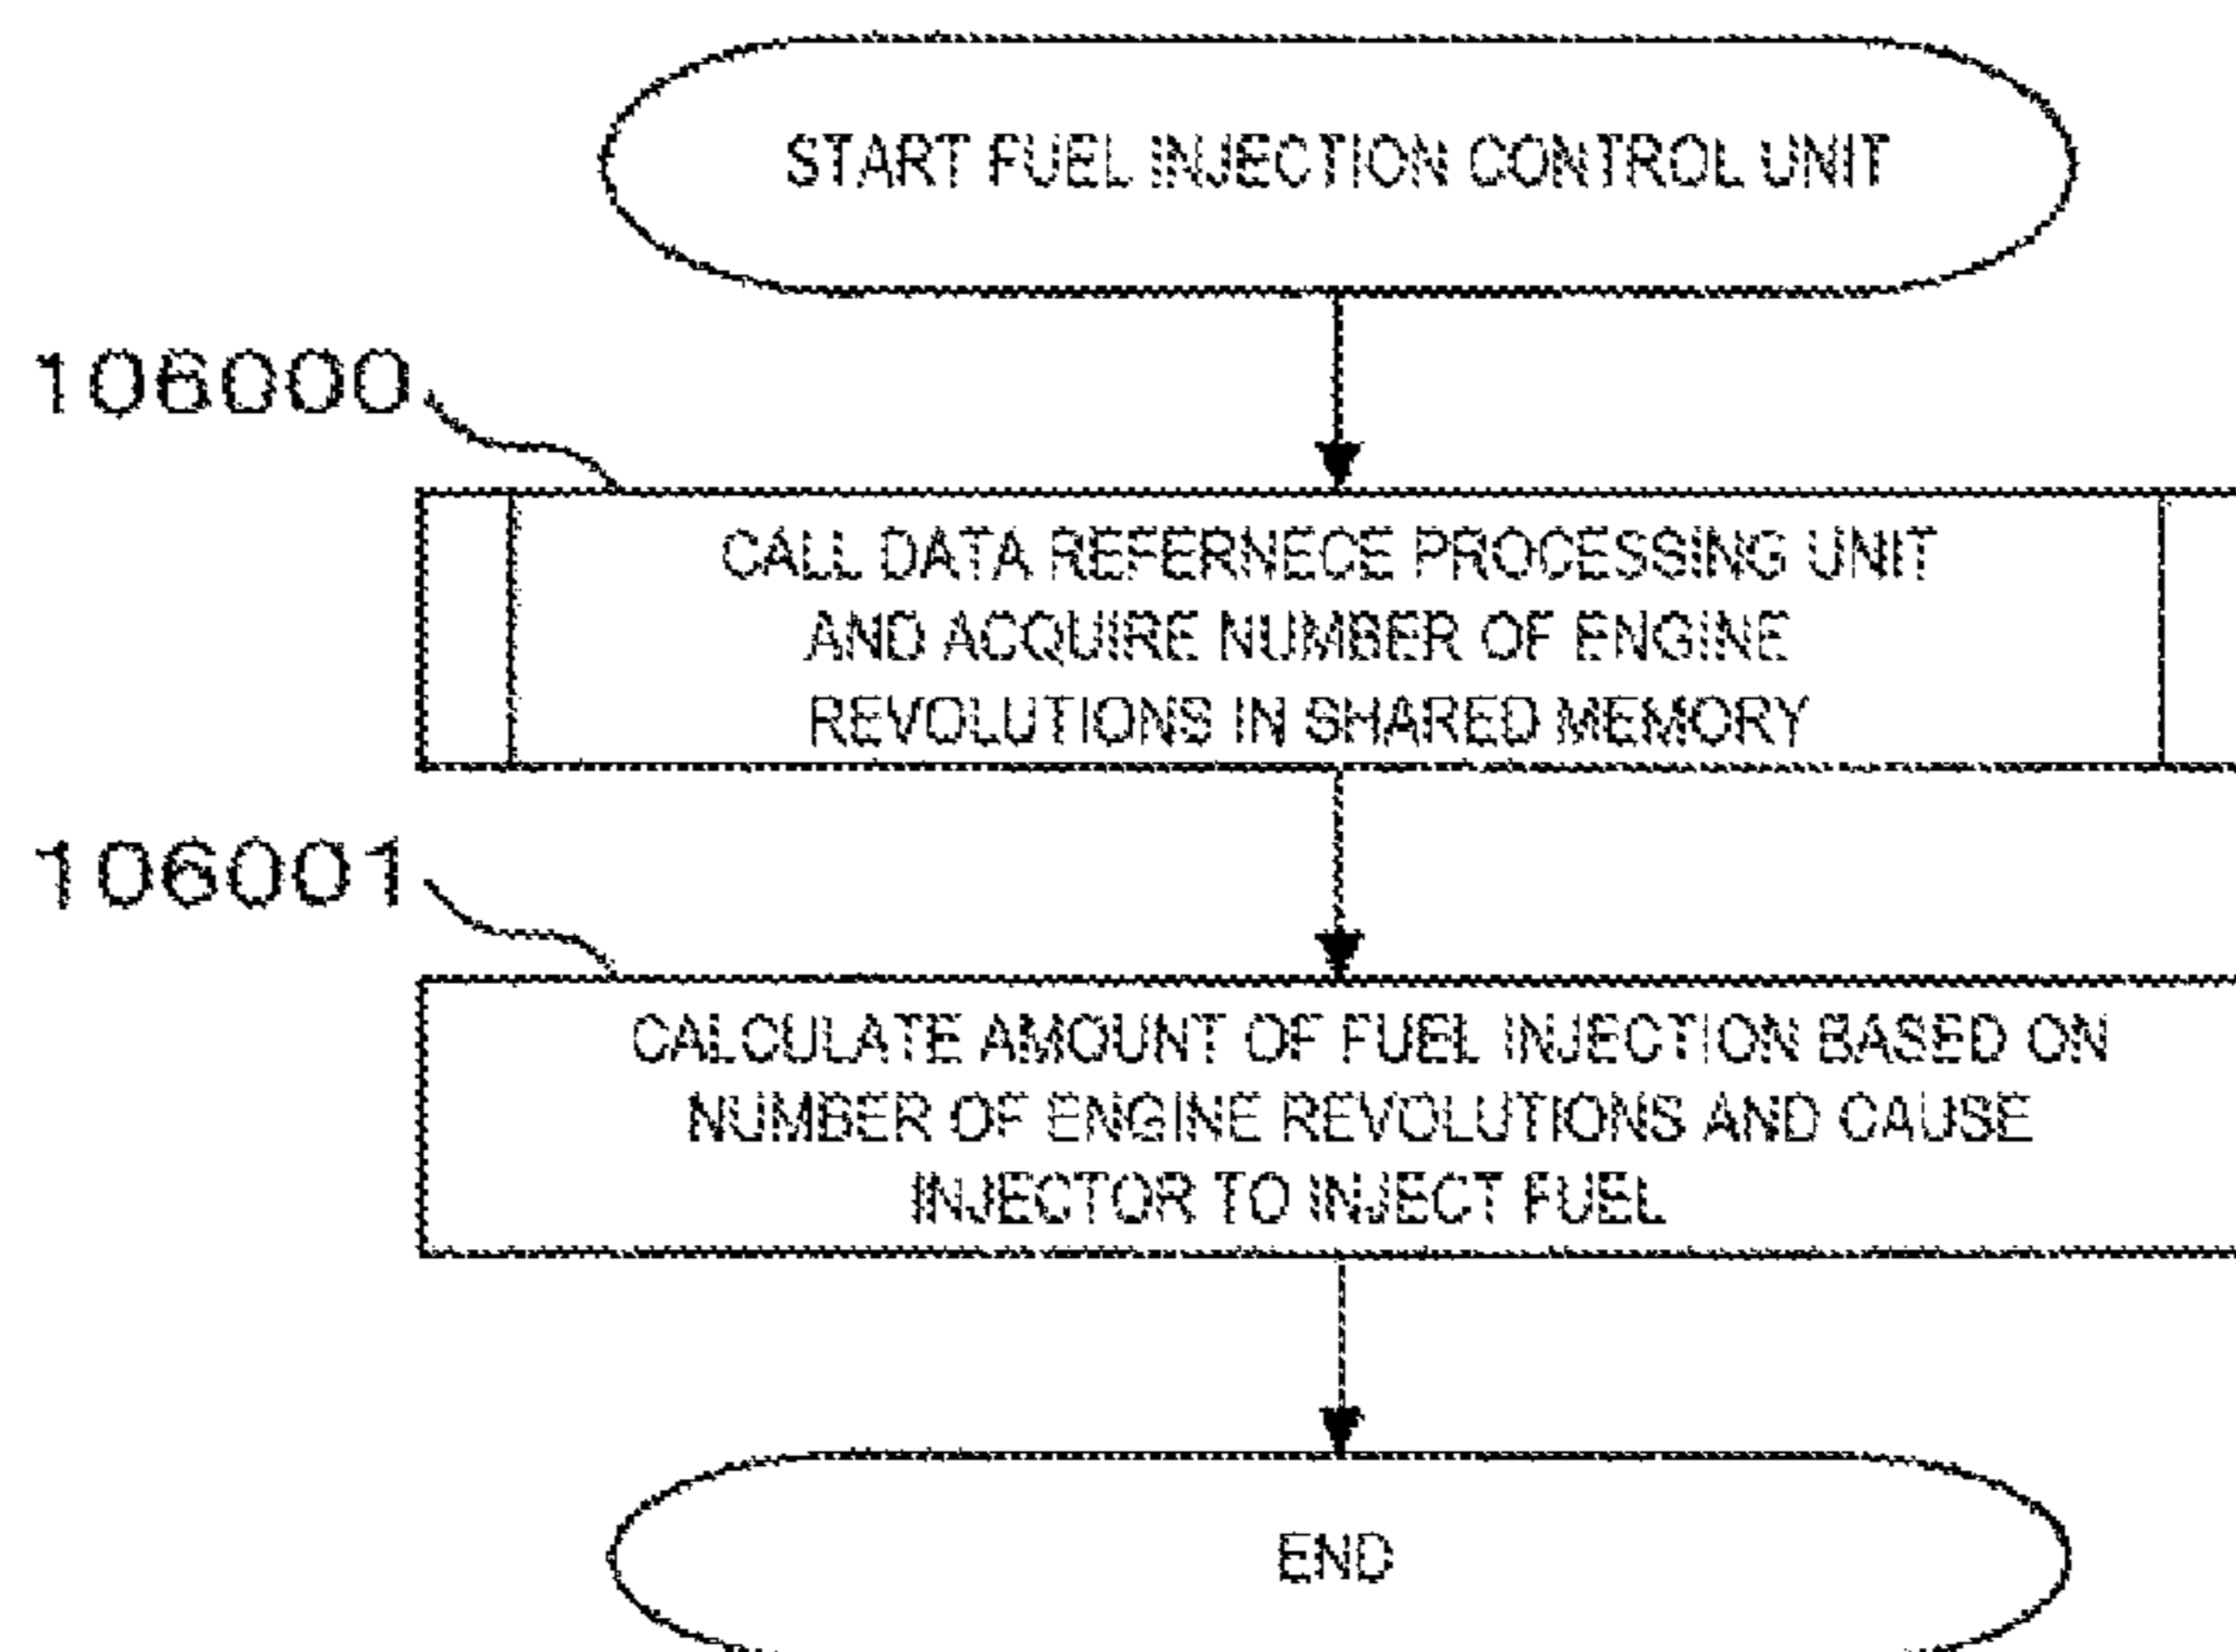 START FUEL INJECTION CONTROL UNIT
106000
CALL DATA REFERNECE PROCESSING UNIT
AND ACQUIRE NUMBER OF ENGINE
REVOLUTIONS IN SHARED MEMORY
106001
CALCULATE AMOUNT OF FUEL INJECTION BASED ON
NUMBER OF ENGINE REVOLUTIONS AND CAUSE
INJECTOR TO INJECT FUEL
END